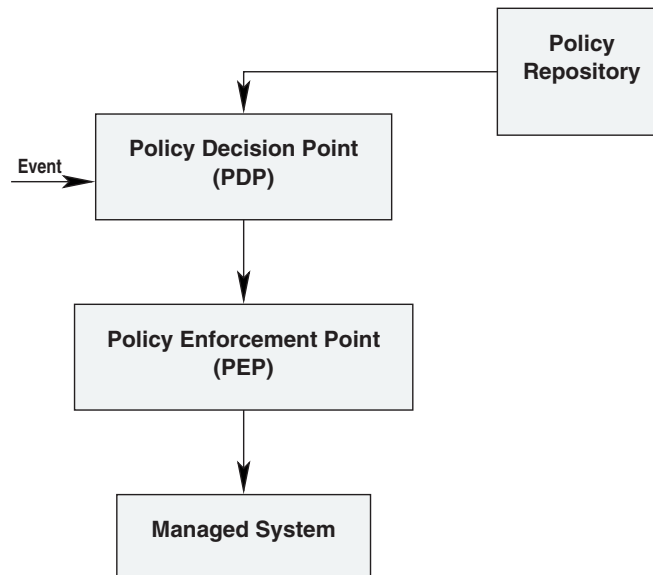 Policy
Repository
Policy Decision Point
(PDP)
Event
Policy Enforcement Point
(PEP)
Managed System